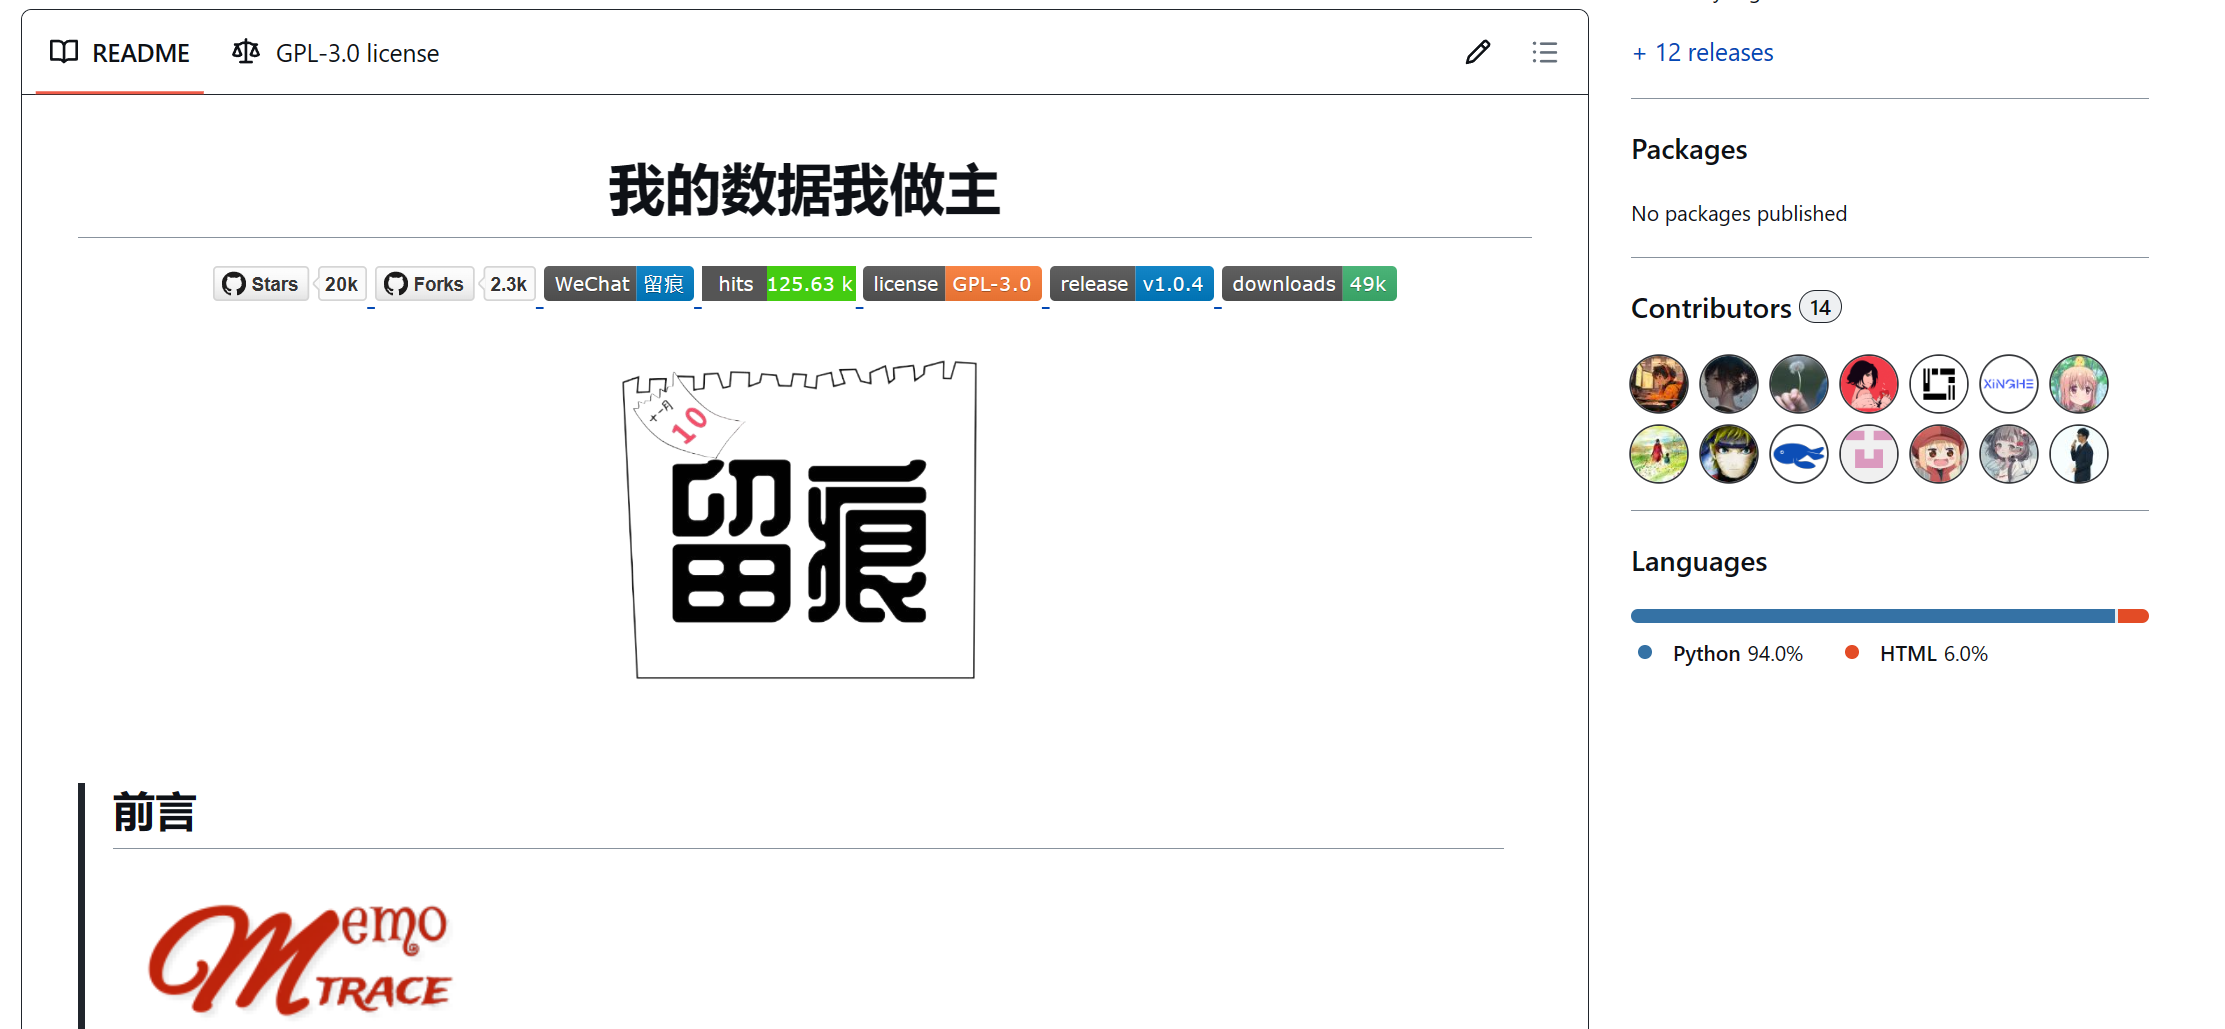 README
GPL-3.0 license
我的数据我做主
Stars 20k Forks 2.3k WeChat 留痕 hits 125.63 k license GPL-3.0 release v1.0.4 downloads 49k
十一月
10
留痕
前言
Memo
TRACE
+ 12 releases
Packages
No packages published
Contributors 14
XiNGHE
Languages
Python 94.0% HTML 6.0%